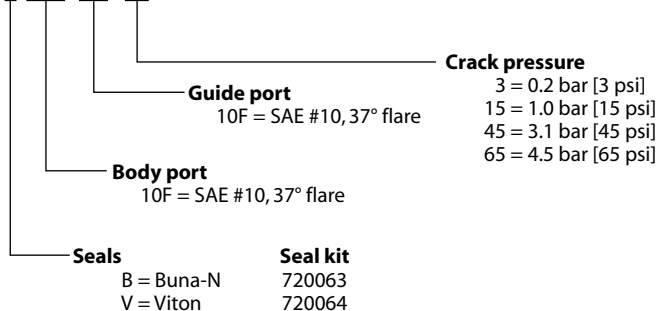 Crack pressure
3 = 0.2 bar [3 psi]
15 = 1.0 bar [15 psi]
45 = 3.1 bar [45 psi]
65 = 4.5 bar [65 psi]
Guide port
10F = SAE #10, 37° flare
Body port
10F = SAE #10, 37° flare
Seals Seal kit
B = Buna-N 720063
V = Viton 720064